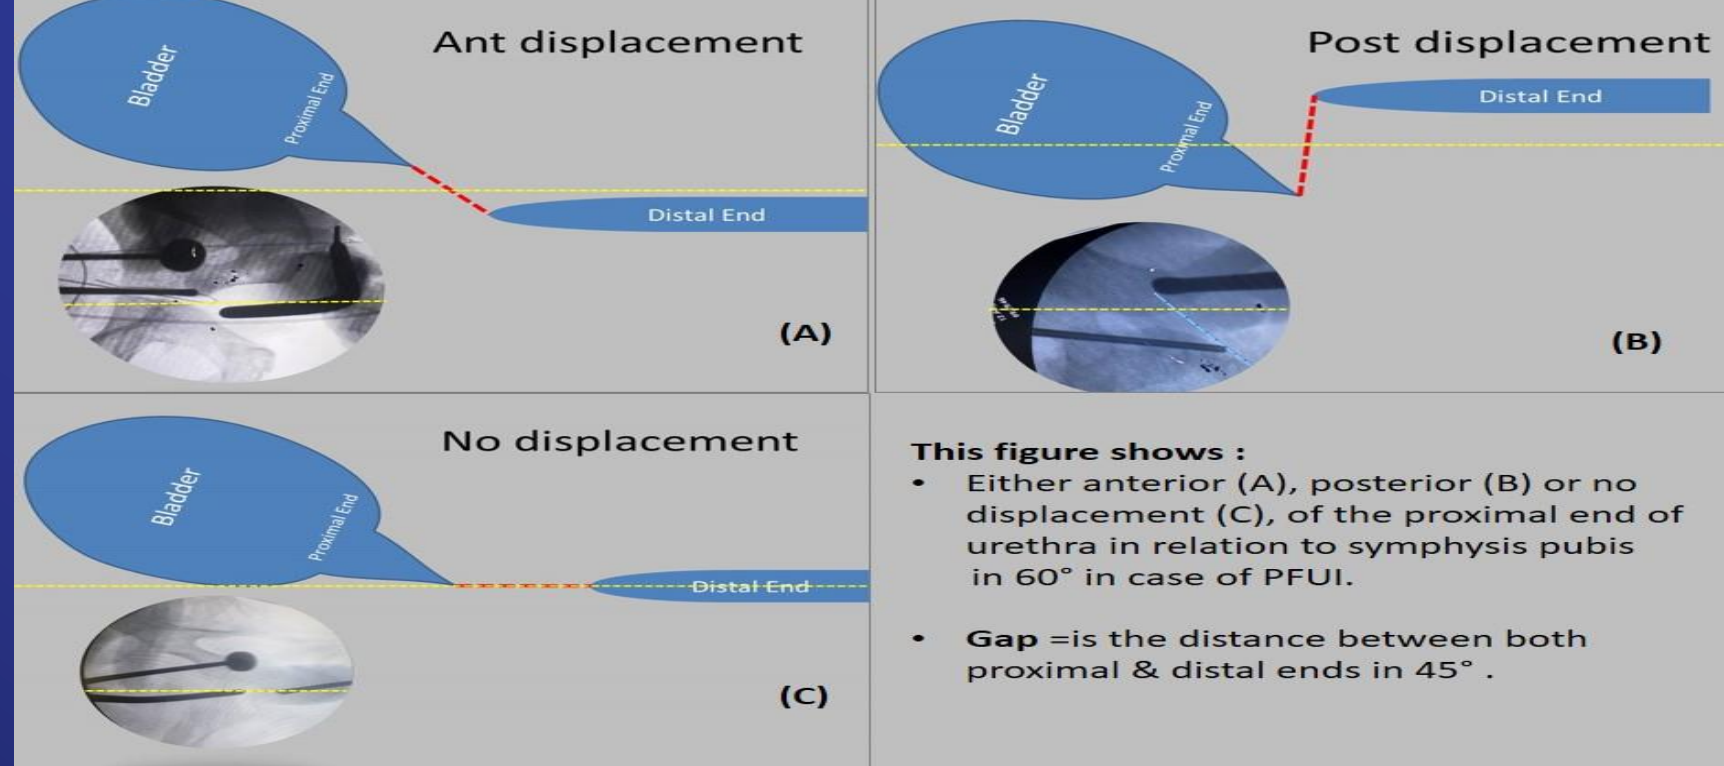 Ant displacement
Bladder
Proximal End
Distal End
(A)
Post displacement
Bladder
Proximal End
Distal End
(B)
No displacement
Bladder
Proximal End
Distal End
(C)
This figure shows :
• Either anterior (A), posterior (B) or no
displacement (C), of the proximal end of
urethra in relation to symphysis pubis
in 60° in case of PFUI.
• Gap =is the distance between both
proximal & distal ends in 45° .